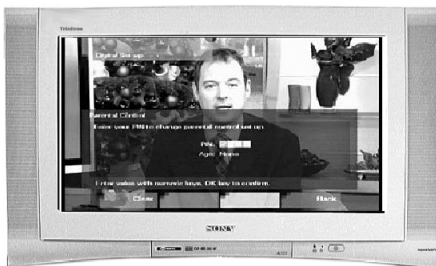 Trinitron
Digital Set-up
Parental Control
Enter your PIN to change parental control set up.
PIN:
Age: None
Enter value with numeric keys. OK key to confirm.
Clear
Back
SONY